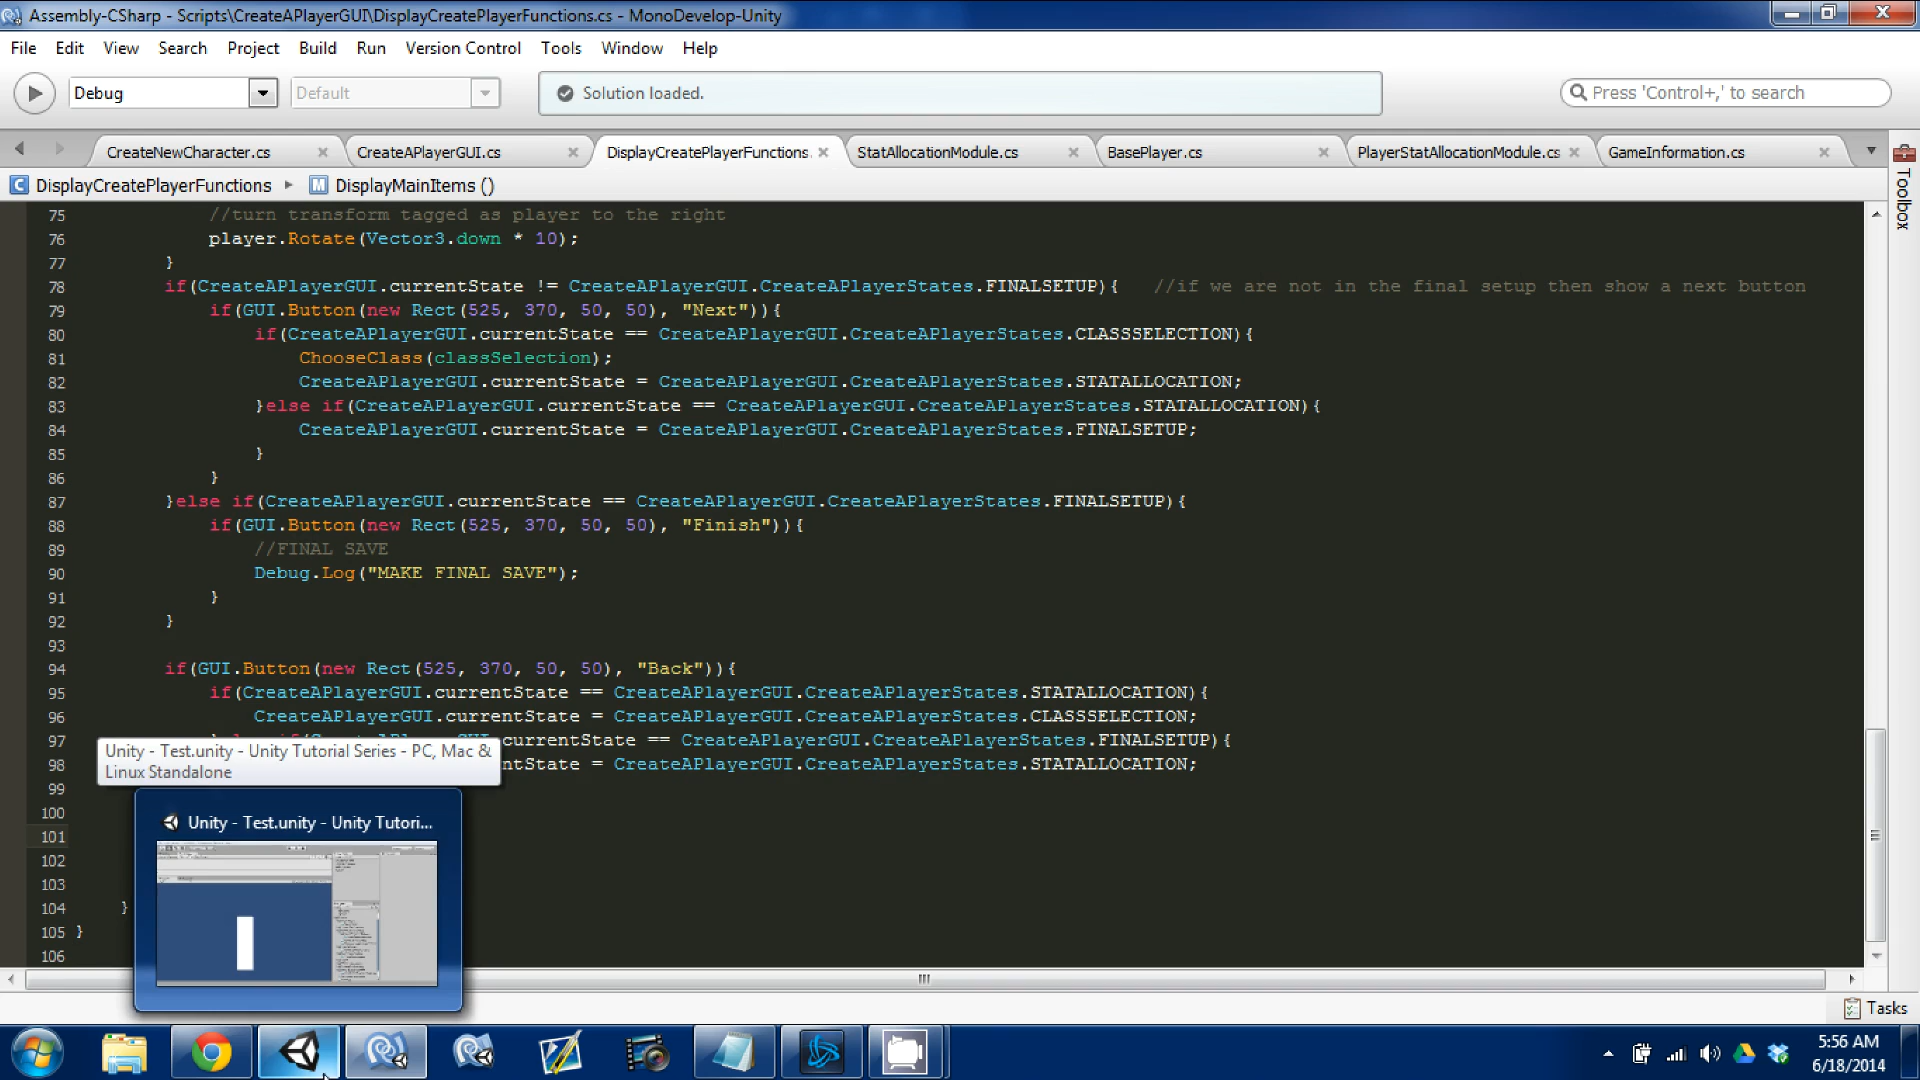 Assembly-CSharp - Scripts\CreateAPlayerGUI\DisplayCreatePlayerFunctions.cs - MonoDevelop-Unity
File Edit View Search Project Build Run Version Control Tools Window Help
Debug Default Solution loaded. Press 'Control+,' to search
CreateNewCharacter.cs CreateAPlayerGUI.cs DisplayCreatePlayerFunctions. StatAllocationModule.cs BasePlayer.cs PlayerStatAllocationModule.cs GameInformation.cs
C DisplayCreatePlayerFunctions M DisplayMainItems ()
Toolbox
75 //turn transform tagged as player to the right
76 player.Rotate(Vector3.down * 10);
77 }
78 if(CreateAPlayerGUI.currentState != CreateAPlayerGUI.CreateAPlayerStates.FINALSETUP){ //if we are not in the final setup then show a next button
79 if(GUI.Button(new Rect(525, 370, 50, 50), "Next")){
80 if(CreateAPlayerGUI.currentState == CreateAPlayerGUI.CreateAPlayerStates.CLASSSELECTION){
81 ChooseClass(classSelection);
82 CreateAPlayerGUI.currentState = CreateAPlayerGUI.CreateAPlayerStates.STATALLOCATION;
83 }else if(CreateAPlayerGUI.currentState == CreateAPlayerGUI.CreateAPlayerStates.STATALLOCATION){
84 CreateAPlayerGUI.currentState = CreateAPlayerGUI.CreateAPlayerStates.FINALSETUP;
85 }
86 }
87 }else if(CreateAPlayerGUI.currentState == CreateAPlayerGUI.CreateAPlayerStates.FINALSETUP){
88 if(GUI.Button(new Rect(525, 370, 50, 50), "Finish")){
89 //FINAL SAVE
90 Debug.Log("MAKE FINAL SAVE");
91 }
92 }
93
94 if(GUI.Button(new Rect(525, 370, 50, 50), "Back")){
95 if(CreateAPlayerGUI.currentState == CreateAPlayerGUI.CreateAPlayerStates.STATALLOCATION){
96 CreateAPlayerGUI.currentState = CreateAPlayerGUI.CreateAPlayerStates.CLASSSELECTION;
97 currentState == CreateAPlayerGUI.CreateAPlayerStates.FINALSETUP){
98 ntState = CreateAPlayerGUI.CreateAPlayerStates.STATALLOCATION;
99
100
101
102
103
104 }
105 }
106
Unity - Test.unity - Unity Tutorial Series - PC, Mac &
Linux Standalone
Unity - Test.unity - Unity Tutori...
Tasks
5:56 AM
6/18/2014